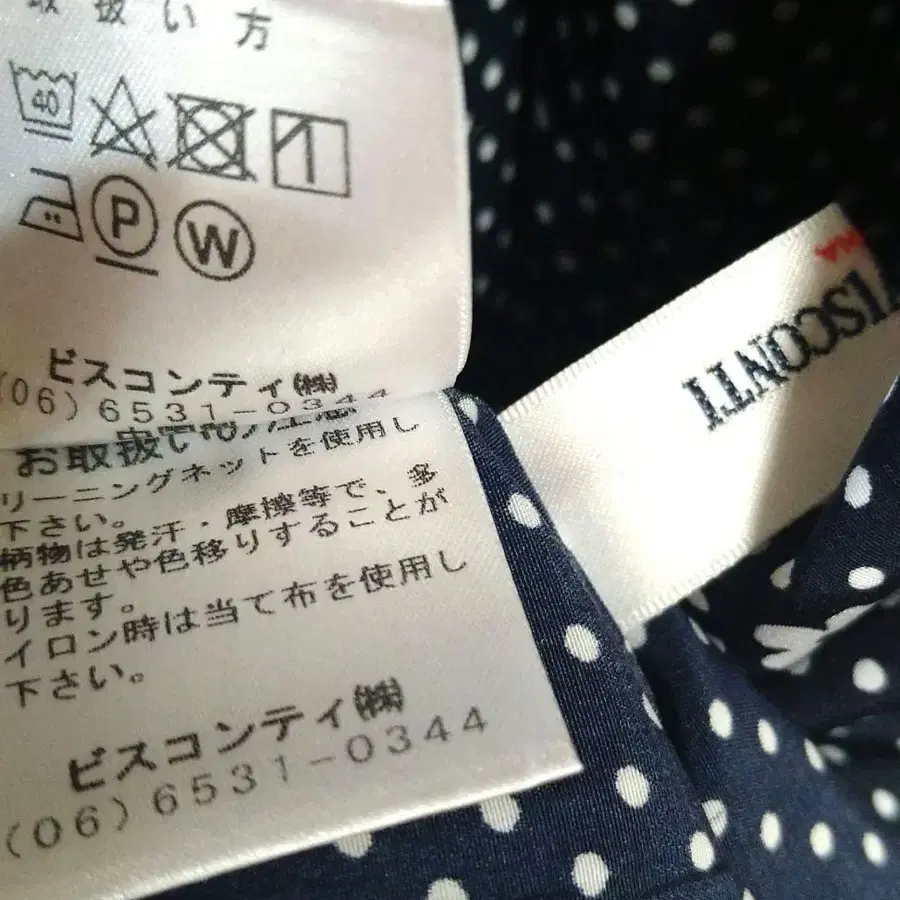 取扱い方
40
P
W
ビスコンティ㈱
(06)6531-0344
お取扱い
リーニングネットを使用し
下さい。
柄物は発汗・摩擦等で、多
色あせや色移りすることが
ります。
イロン時は当て布を使用し
下さい。
ビスコンティ㈱
(06)6531-0344
VISCONTI